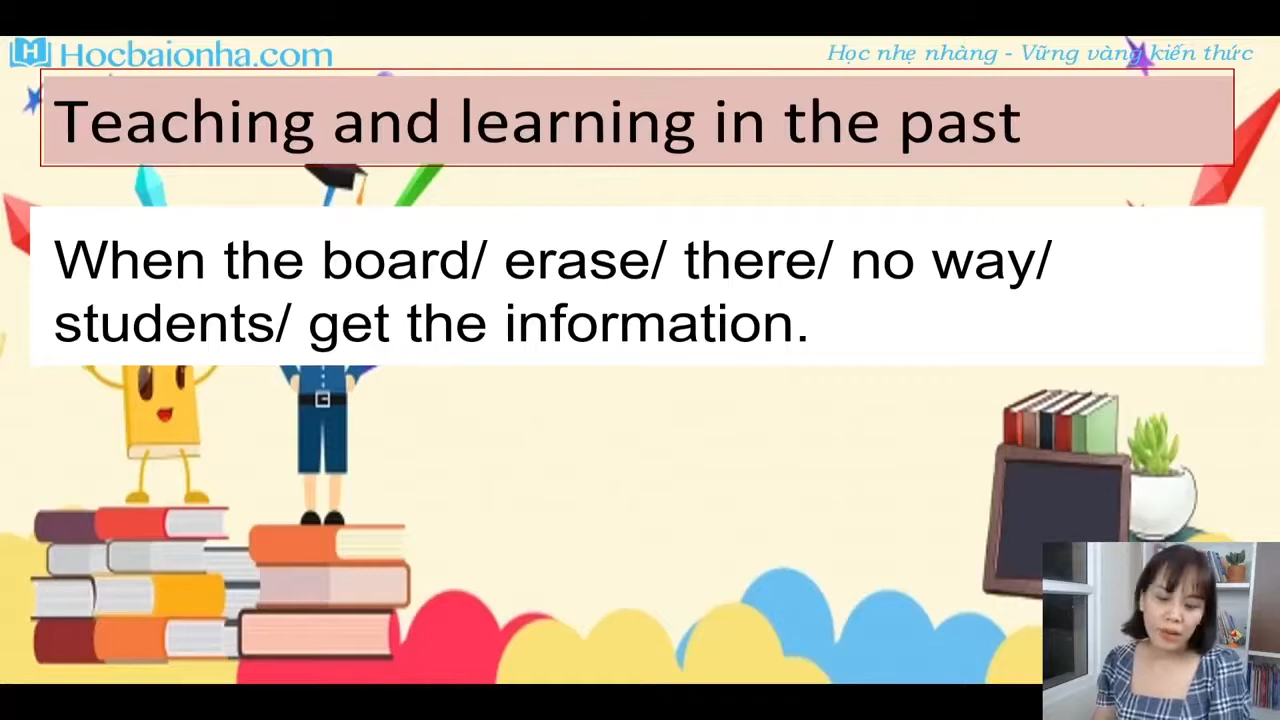 Hocbaionha.com
Học nhẹ nhàng - Vững vàng kiến thức
Teaching and learning in the past
When the board/ erase/ there/ no way/
students/ get the information.